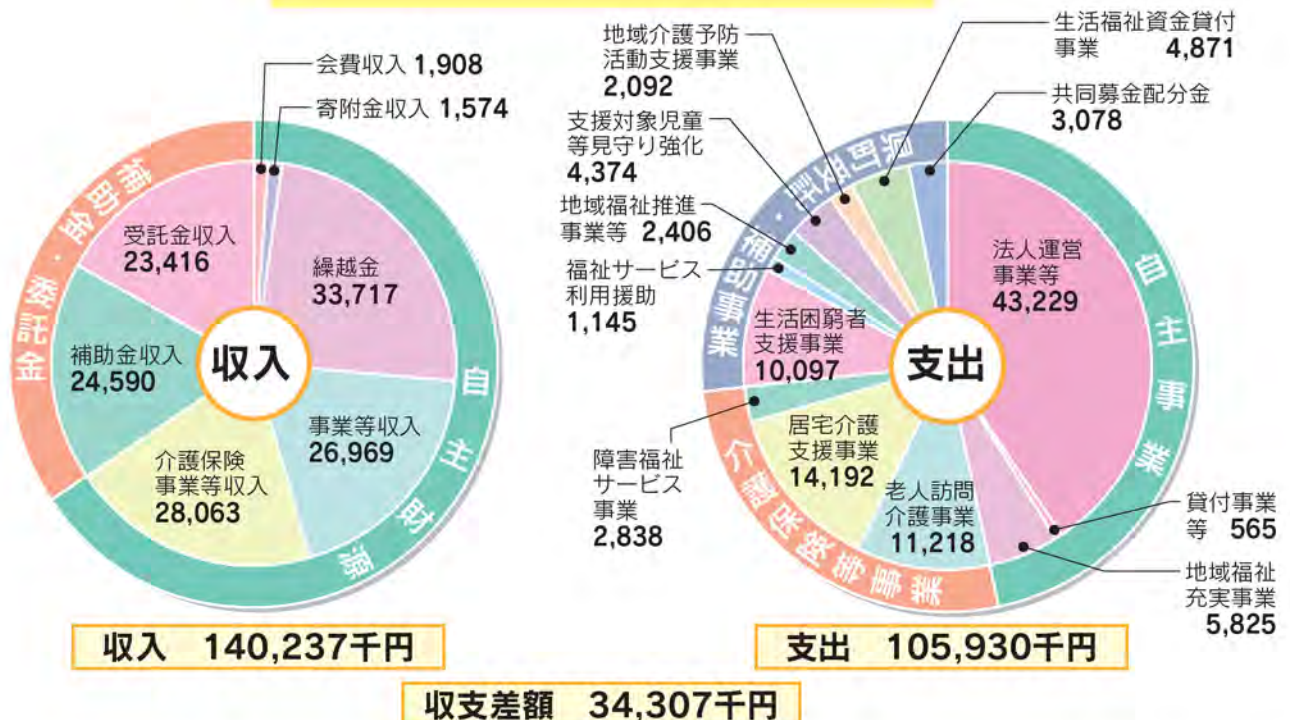 会費収入 1,908
寄附金収入 1,574
補助金・委託金
受託金収入
23,416
繰越金
33,717
補助金収入
24,590
収入
事業等収入
26,969
介護保険
事業等収入
28,063
自主財源
収入 140,237千円
地域介護予防
活動支援事業
2,092
生活福祉資金貸付
事業 4,871
共同募金配分金
3,078
支援対象児童
等見守り強化
4,374
地域福祉推進
事業等 2,406
福祉サービス
利用援助
1,145
県町受託・補助事業
生活困窮者
支援事業
10,097
法人運営
事業等
43,229
自主事業
支出
居宅介護
支援事業
14,192
障害福祉
サービス
事業
2,838
老人訪問
介護事業
11,218
介護保険等事業
貸付事業
等 565
地域福祉
充実事業
5,825
支出 105,930千円
収支差額 34,307千円